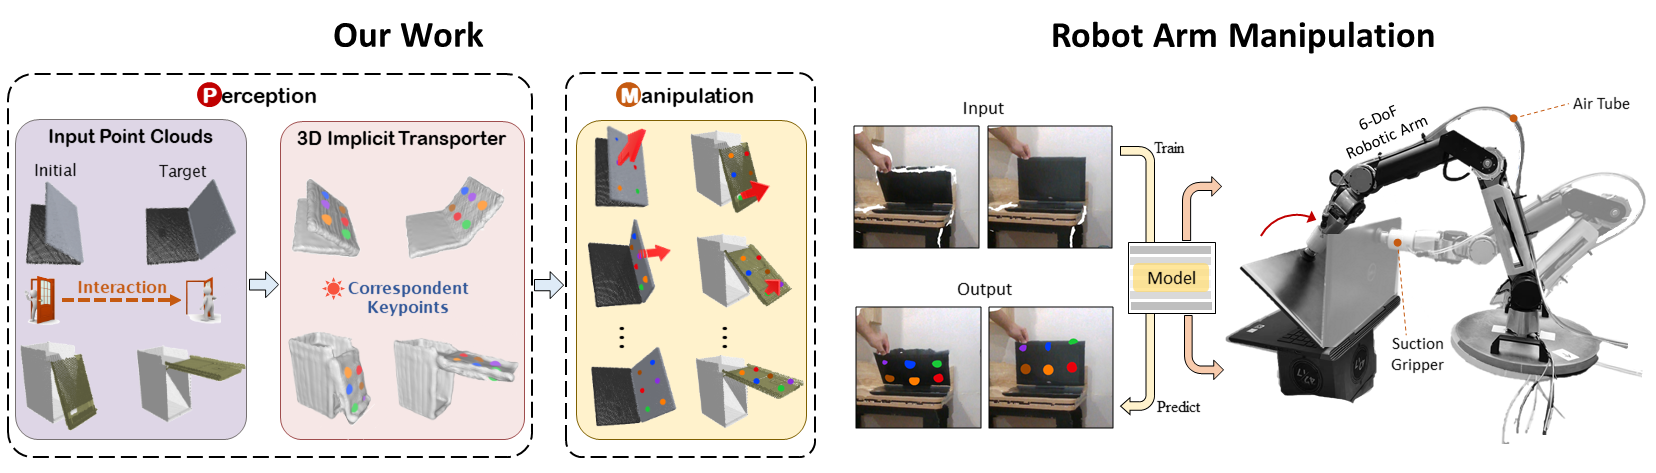 Our Work
Perception
Input Point Clouds
Initial
Target
Interaction
3D Implicit Transporter
Correspondent
Keypoints
Manipulation
Robot Arm Manipulation
Input
Output
Train
Model
Predict
6-DoF
Robotic Arm
Air Tube
Suction
Gripper